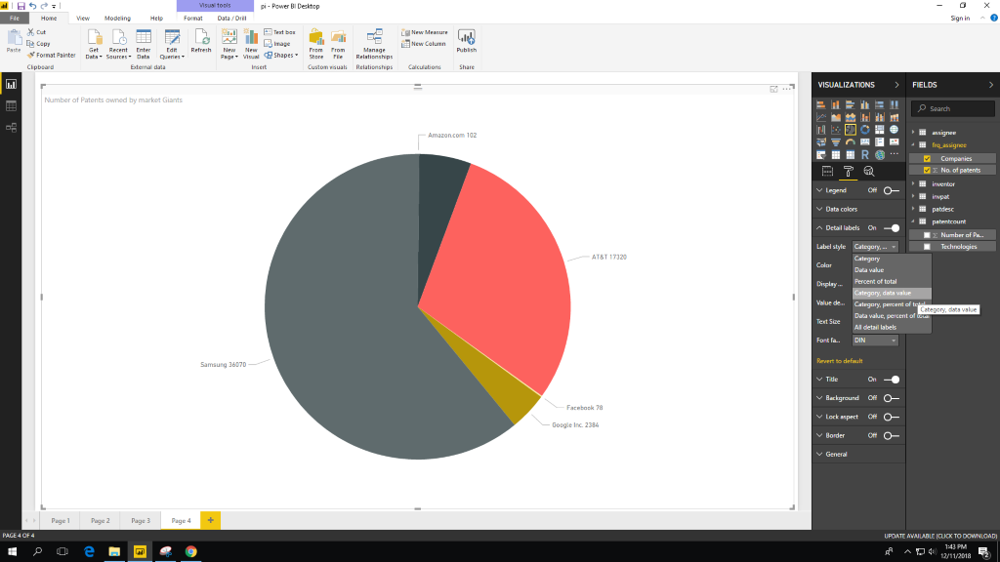 Visual tools
pi - Power BI Desktop
File
Home
View
Modeling
Help
Format
Data / Drill
Sign in
Paste
Cut
Copy
Format Painter
Clipboard
Get Data
Recent Sources
Enter Data
Edit Queries
External data
Refresh
New Page
New Visual
Text box
Image
Shapes
Insert
From Store
From File
Custom visuals
Manage Relationships
Relationships
New Measure
New Column
Calculations
Publish
Share
Number of Patents owned by market Giants
Amazon.com 102
AT&T 17320
Facebook 78
Google Inc. 2384
Samsung 36070
VISUALIZATIONS
R
Legend Off
Data colors
Detail labels On
Label style Category, ...
Color
Display ...
Value de...
Text Size
Font fa... DIN
Category
Data value
Percent of total
Category, data value
Category, percent of total
Data value, percent of total
All detail labels
Category, data value
Revert to default
Title On
Background Off
Lock aspect Off
Border Off
General
FIELDS
Search
assignee
frq_assignee
Companies
Σ No. of patents
inventor
invpat
patdesc
patentcount
Σ Number of Pa...
Technologies
Page 1
Page 2
Page 3
Page 4
+
PAGE 4 OF 4
UPDATE AVAILABLE (CLICK TO DOWNLOAD)
1:43 PM
12/11/2018
2